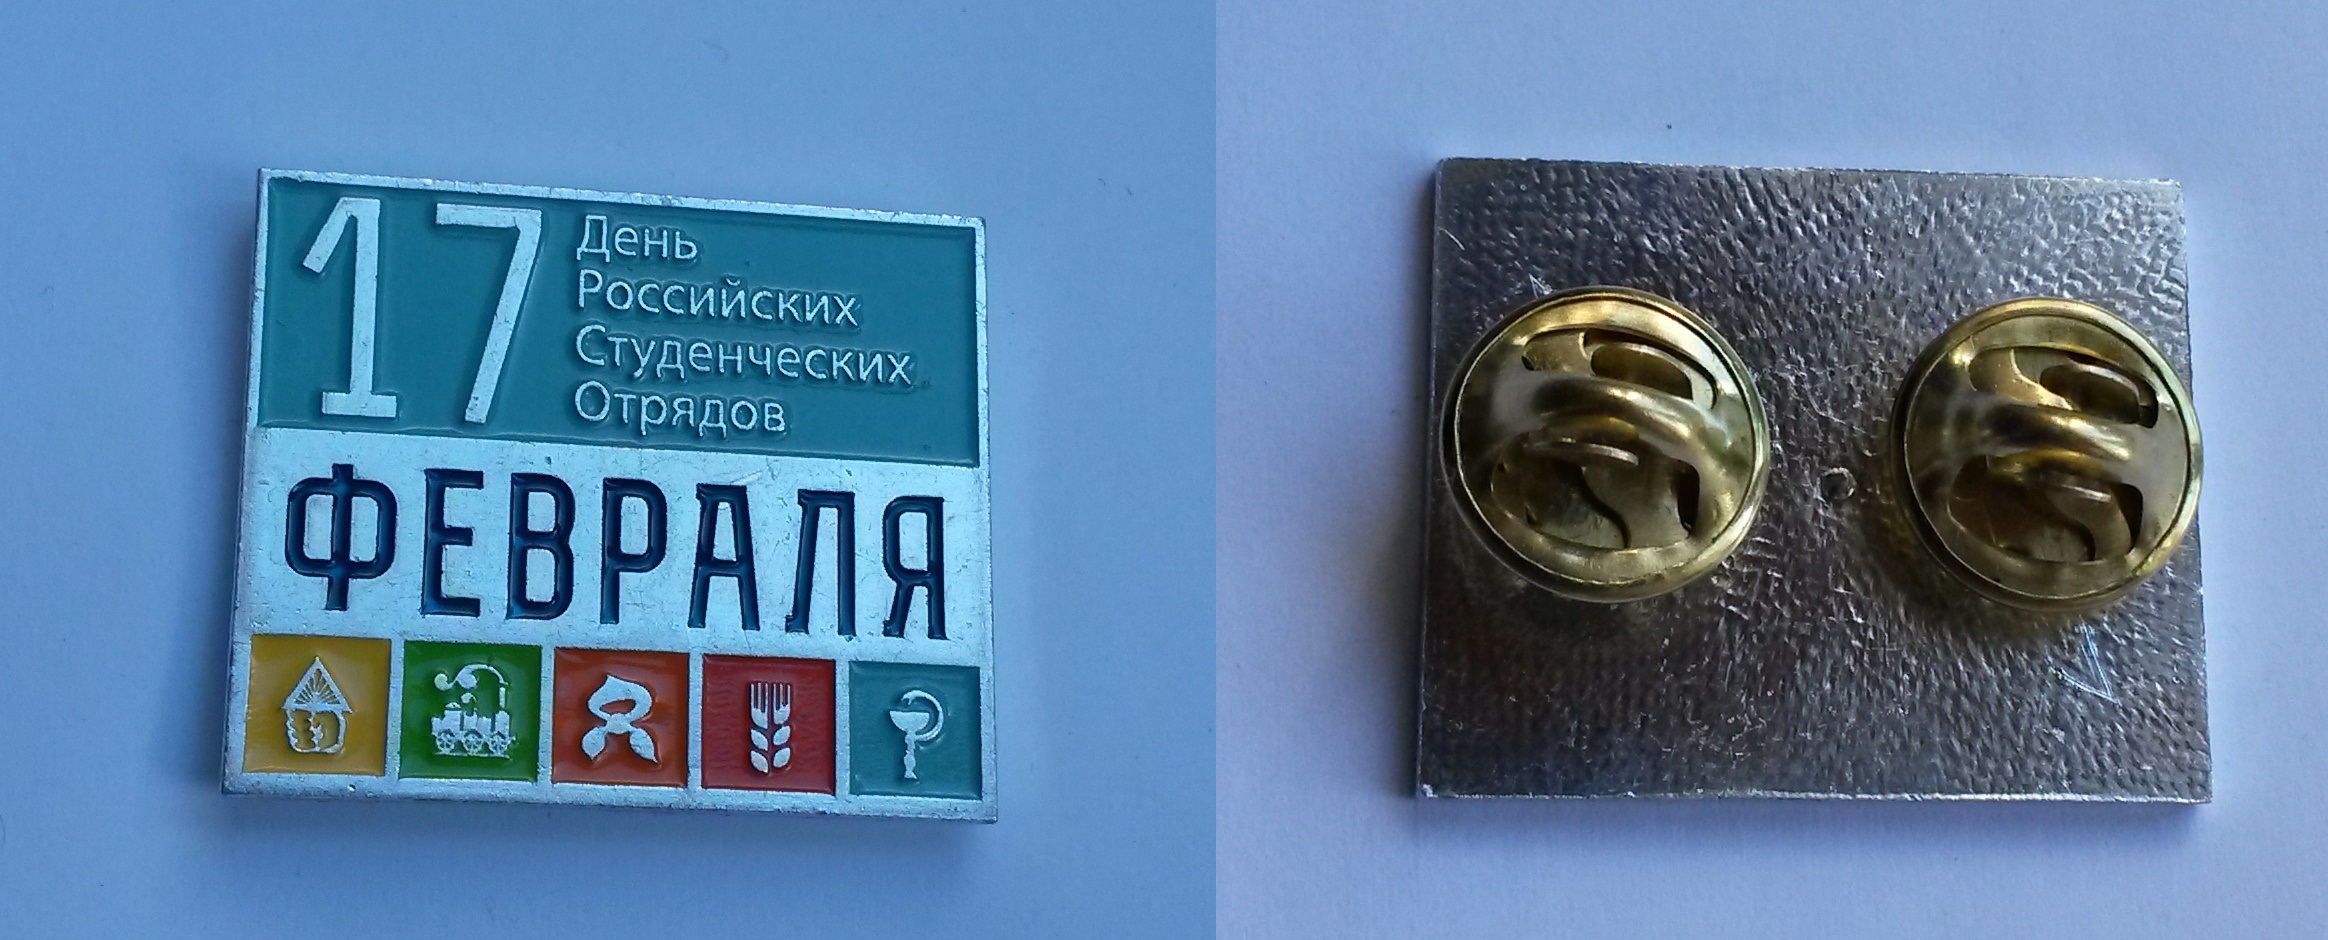 17
День
Российских
Студенческих
Отрядов
ФЕВРАЛЯ